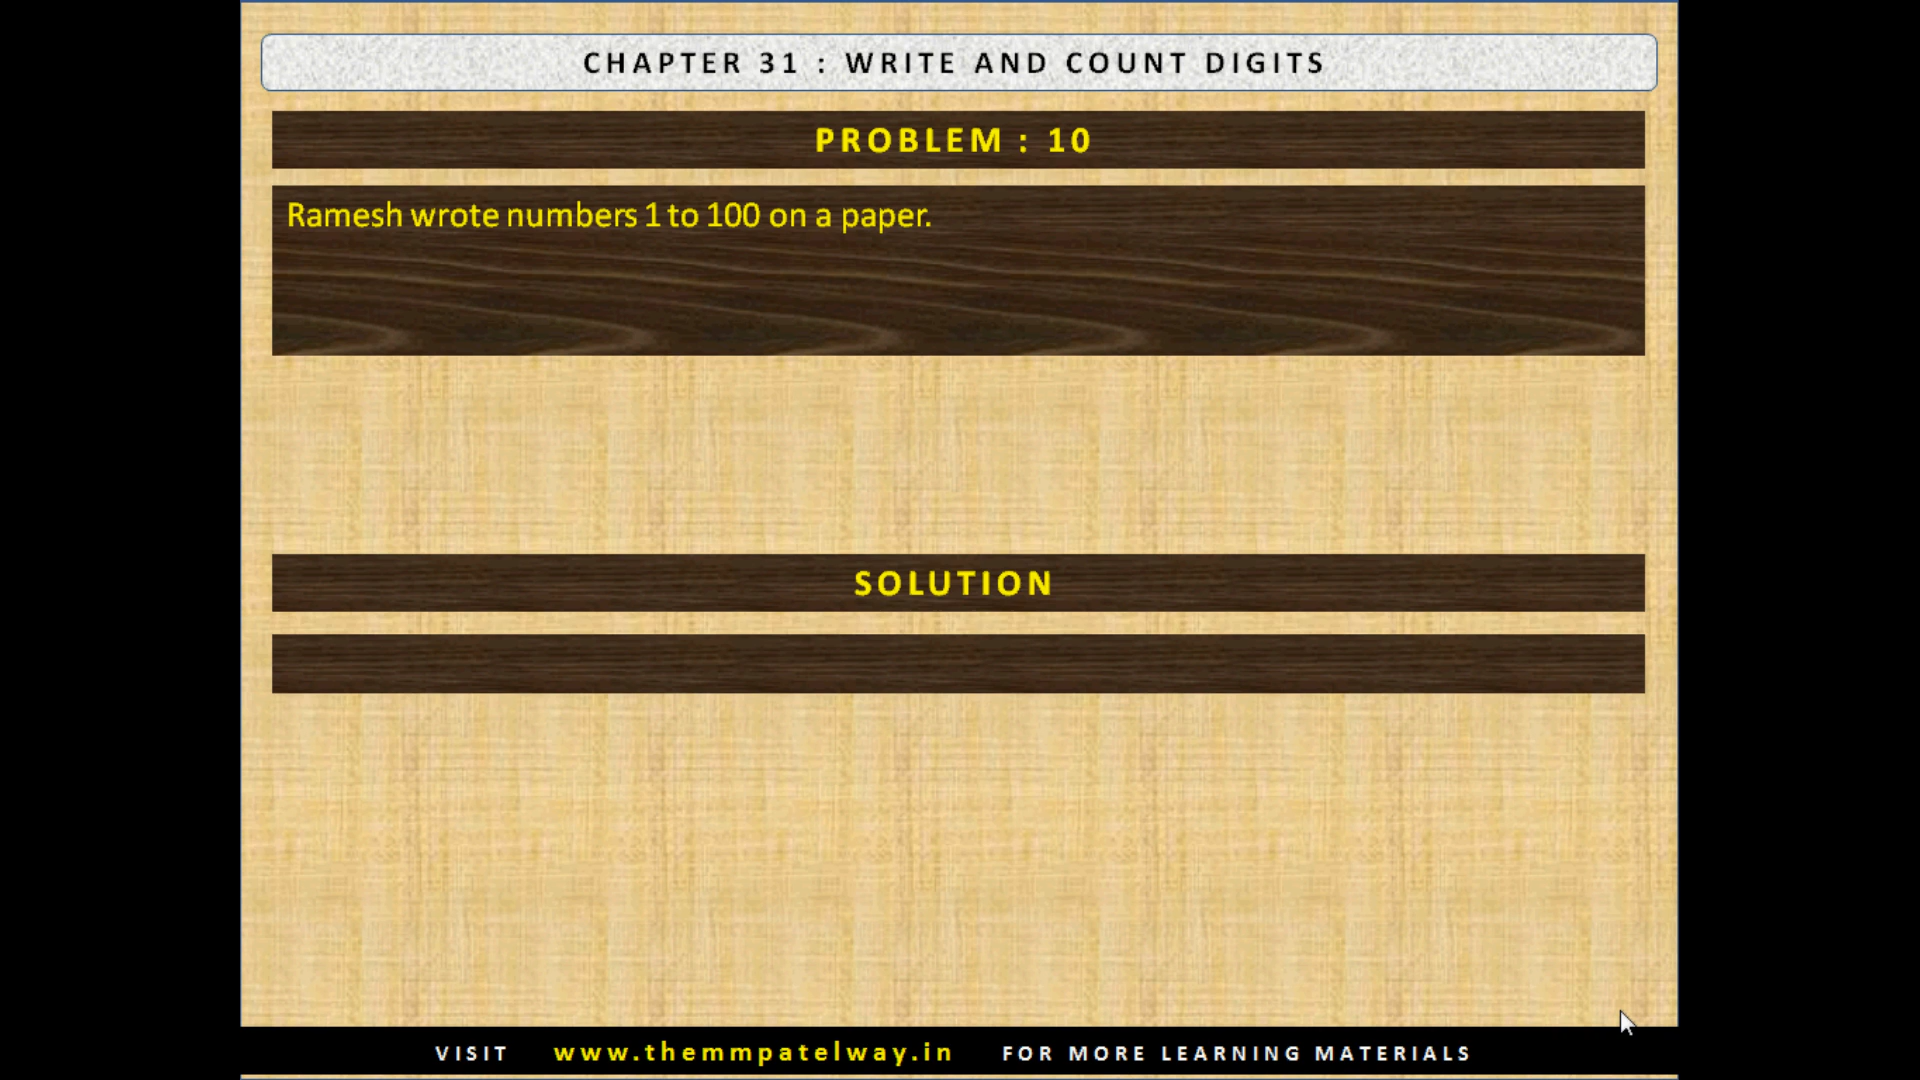 CHAPTER 31 : WRITE AND COUNT DIGITS
PROBLEM : 10
Ramesh wrote numbers 1 to 100 on a paper.
SOLUTION
VISIT www.themmpatelway.in FOR MORE LEARNING MATERIALS